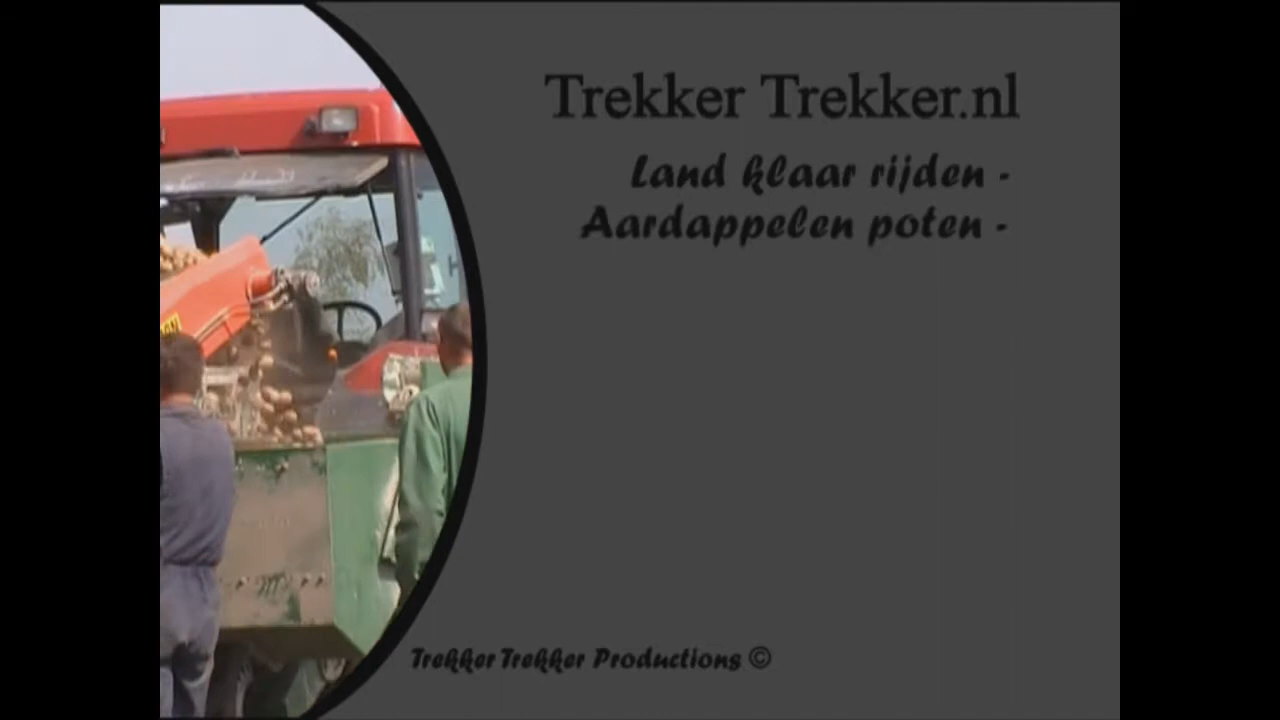 Trekker Trekker.nl
Land klaar rijden -
Aardappelen poten -
Trekker Trekker Productions ©